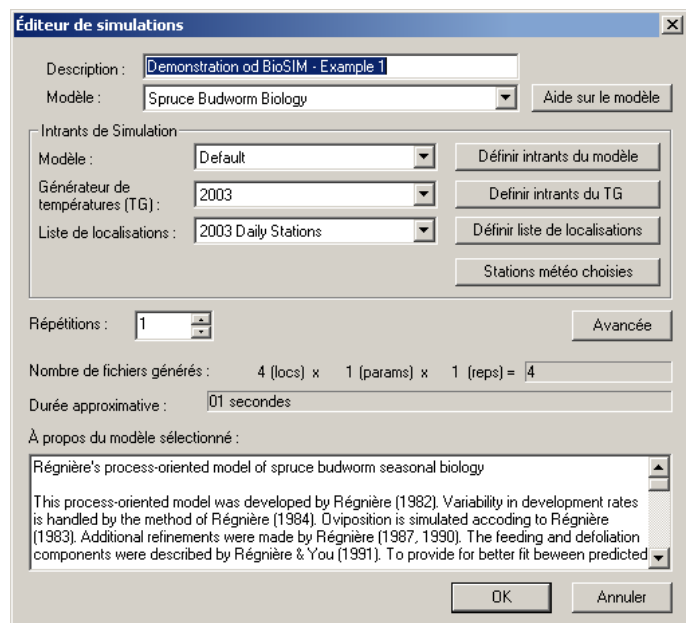 Éditeur de simulations
Description : Demonstration od BioSIM - Example 1
Modèle : Spruce Budworm Biology Aide sur le modèle
Intrants de Simulation
Modèle : Default Définir intrants du modèle
Générateur de
températures (TG) : 2003 Definir intrants du TG
Liste de localisations : 2003 Daily Stations Définir liste de localisations
Stations météo choisies
Répétitions : 1 Avancée
Nombre de fichiers générés : 4 (locs) x 1 (params) x 1 (reps) = 4
Durée approximative : 01 secondes
À propos du modèle sélectionné :
Régnière's process-oriented model of spruce budworm seasonal biology
This process-oriented model was developed by Régnière (1982). Variability in development rates
is handled by the method of Régnière (1984). Oviposition is simulated accoding to Régnière
(1983). Additional refinements were made by Régnière (1987, 1990). The feeding and defoliation
components were described by Régnière & You (1991). To provide for better fit beween predicted
OK Annuler